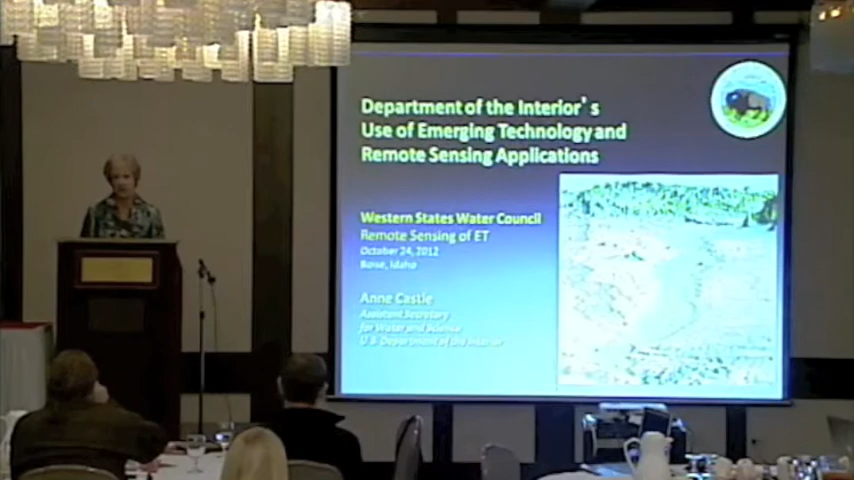 Department of the Interior's
Use of Emerging Technology and
Remote Sensing Applications
Western States Water Council
Remote Sensing of ET
October 24, 2012
Boise, Idaho
Anne Castle
Assistant Secretary
for Water and Science
U.S. Department of the Interior